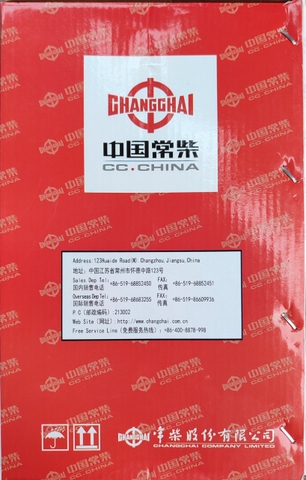 CHANGGHAI
中国常柴
CC.CHINA
Address:123Huaide Road(M) Changzhou,Jiangsu,China
地址: 中国江苏省常州市怀德中路123号
Sales Dep Tel: +86-519-68852450 FAX: +86-519-68852451
国内销售电话 传真
Overseas Dep Tel: +86-519-68683255 FAX: +86-519-86609936
国际销售电话 传真
P C (邮政编码): 213002
Web Site (网址): http://www.changchai.com.cn
Free Service Line (免费服务热线): +86-400-8878-998
CHANGGHAI
常柴股份有限公司
CHANGCHAI COMPANY LIMITED